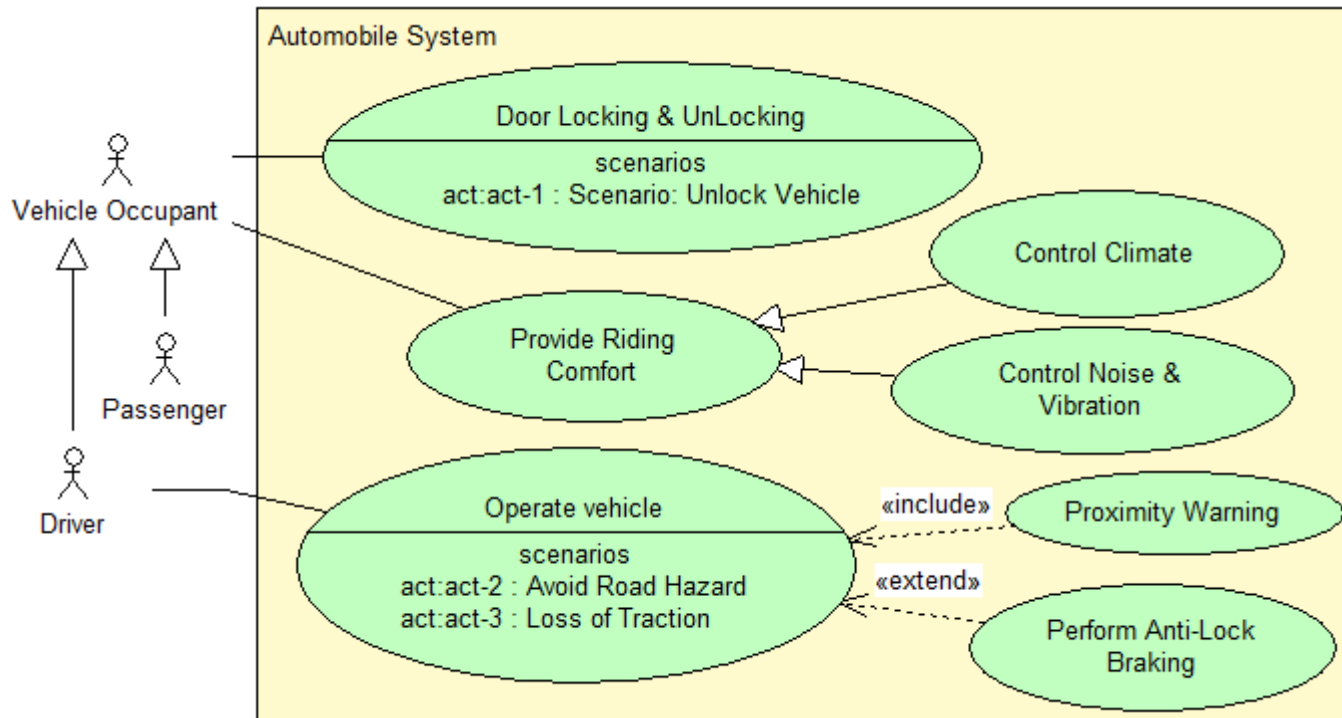 Automobile System
Door Locking & UnLocking
scenarios
act:act-1 : Scenario: Unlock Vehicle
Vehicle Occupant
Control Climate
Provide Riding
Comfort
Control Noise &
Vibration
Passenger
Driver
Operate vehicle
scenarios
act:act-2 : Avoid Road Hazard
act:act-3 : Loss of Traction
«include»
Proximity Warning
«extend»
Perform Anti-Lock
Braking